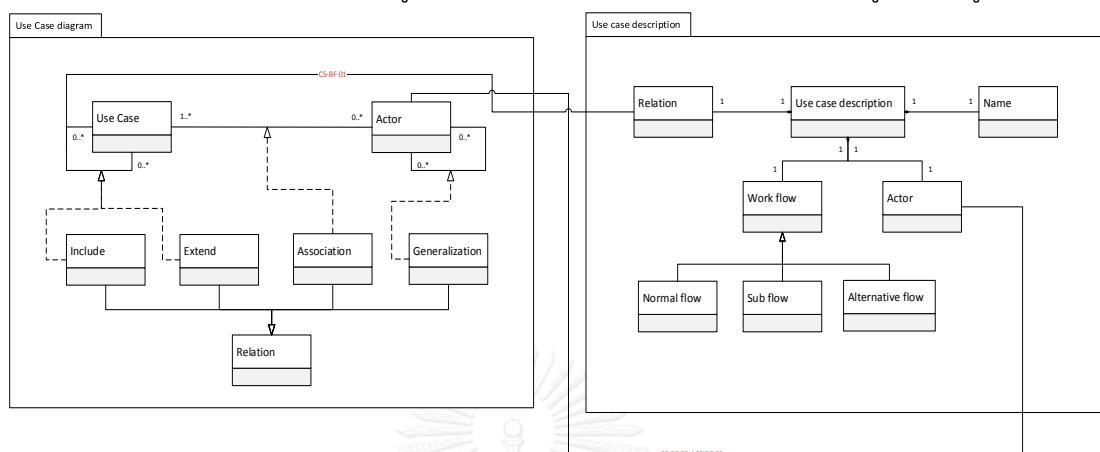 Use Case diagram
Use case description
CS-BF-01
Use Case
1..*
0..*
Actor
0..*
0..*
0..*
0..*
Include
Extend
Association
Generalization
Relation
Relation
1
1
Use case description
1
1
Name
1
1
1
1
Work flow
Actor
Normal flow
Sub flow
Alternative flow